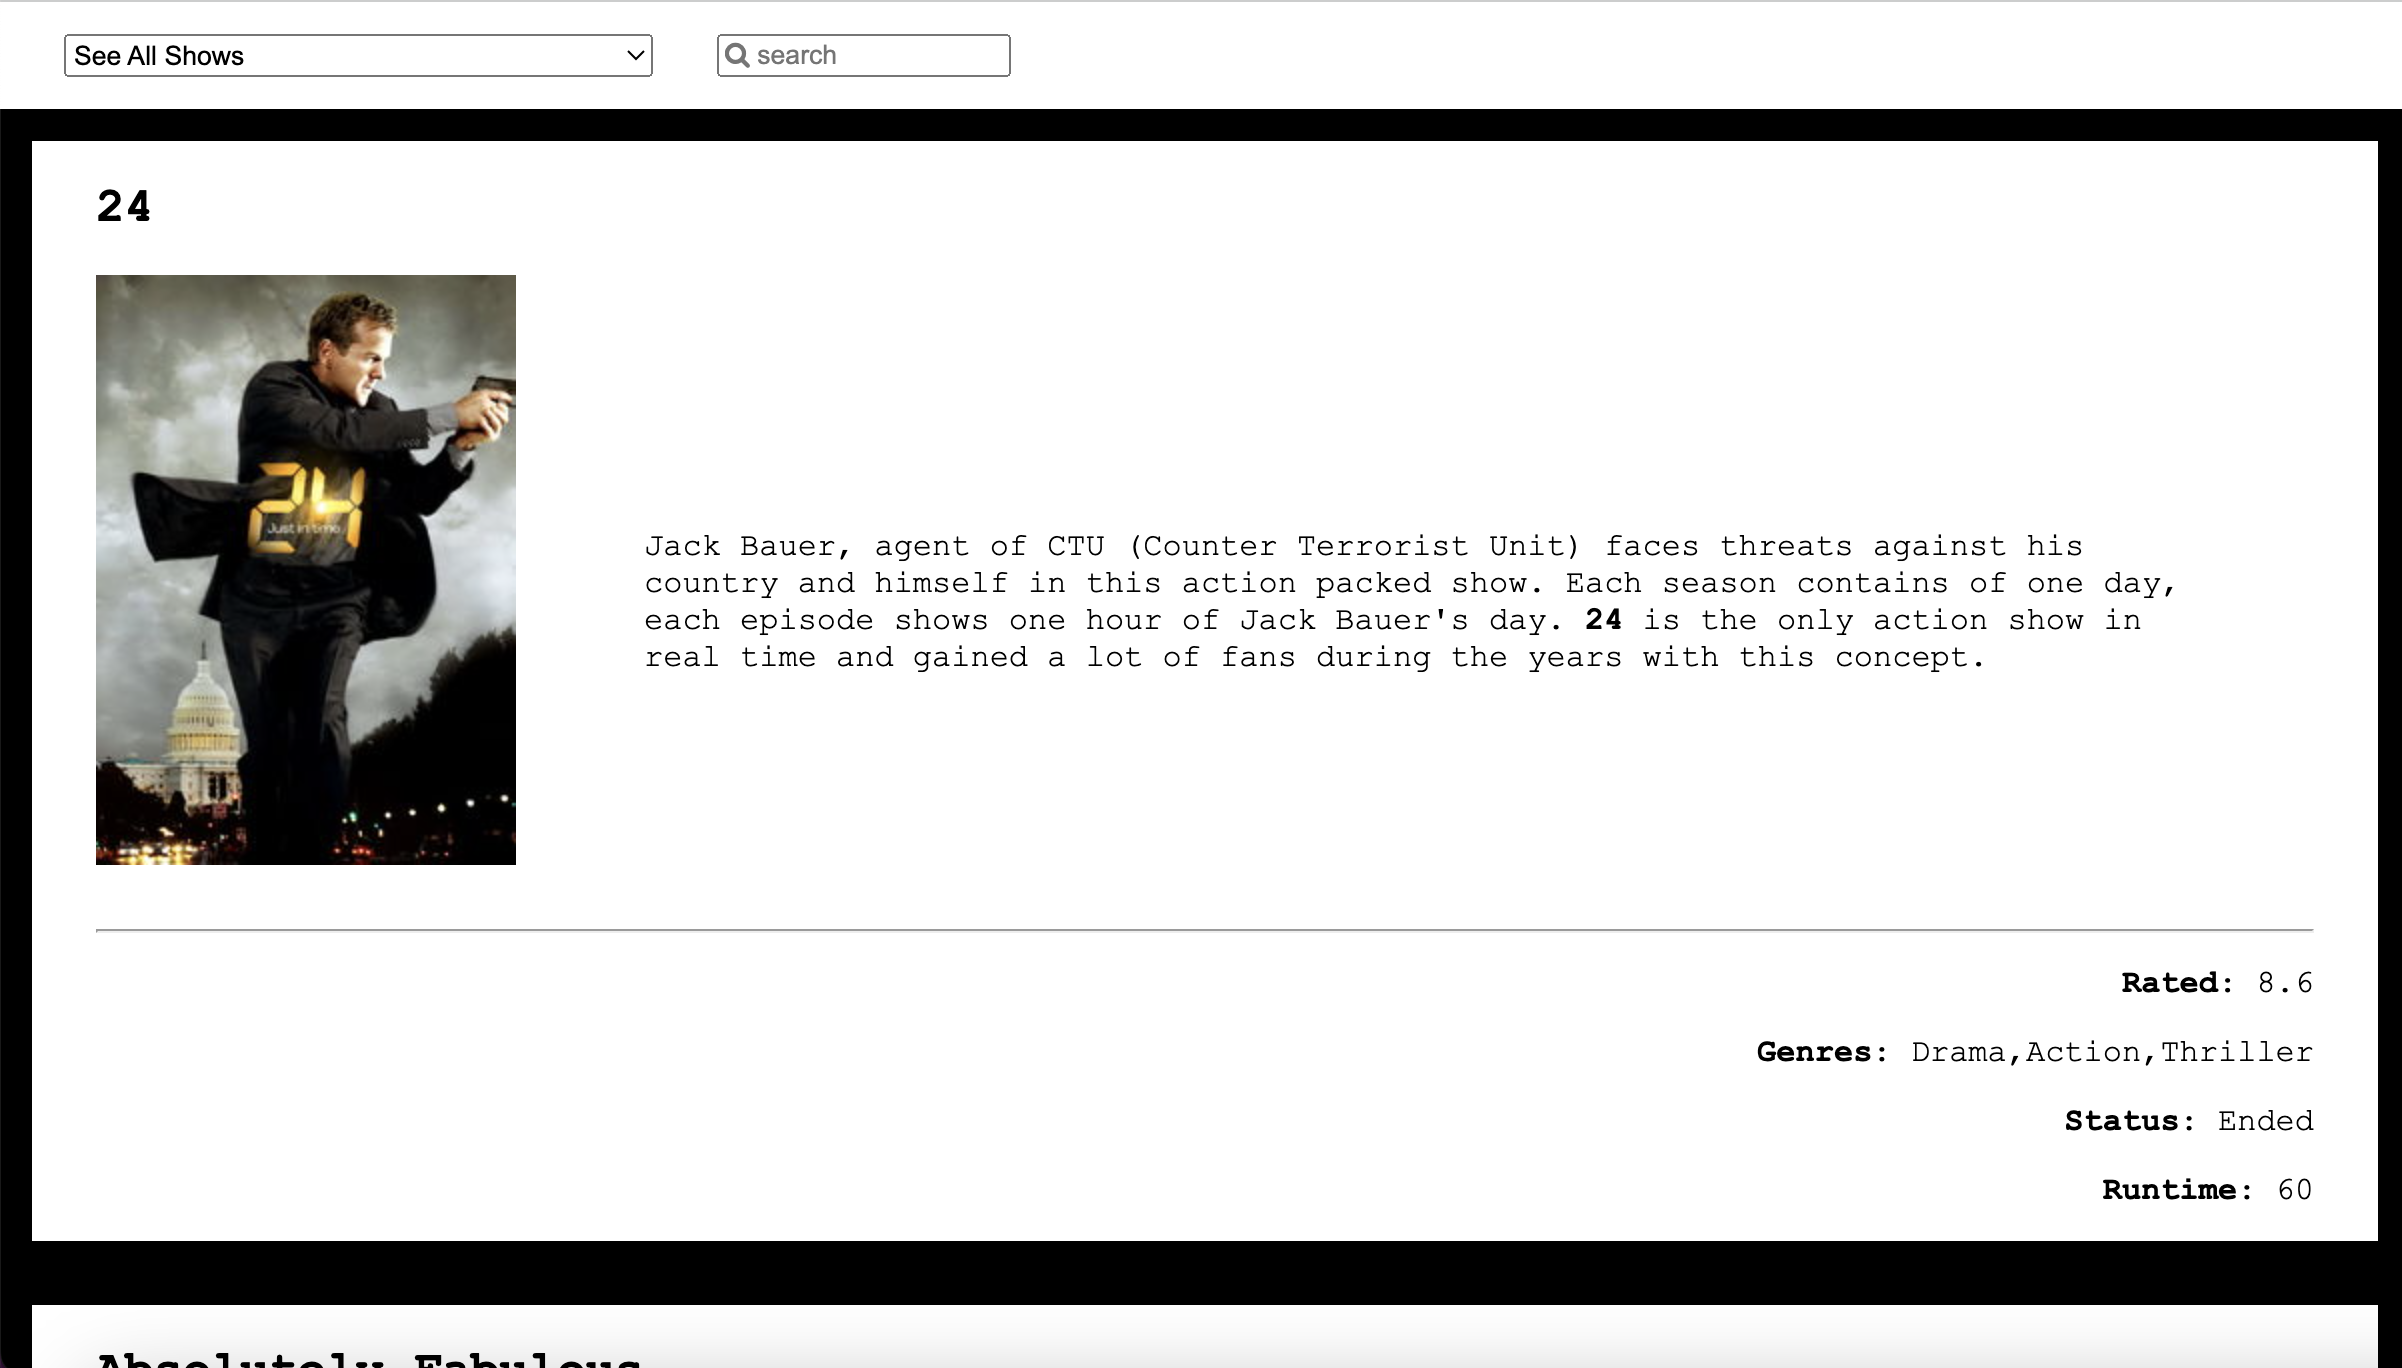 See All Shows
search
24
24
Just in time
Jack Bauer, agent of CTU (Counter Terrorist Unit) faces threats against his
country and himself in this action packed show. Each season contains of one day,
each episode shows one hour of Jack Bauer's day. 24 is the only action show in
real time and gained a lot of fans during the years with this concept.
Rated: 8.6
Genres: Drama,Action,Thriller
Status: Ended
Runtime: 60
Absolutely Fabulous